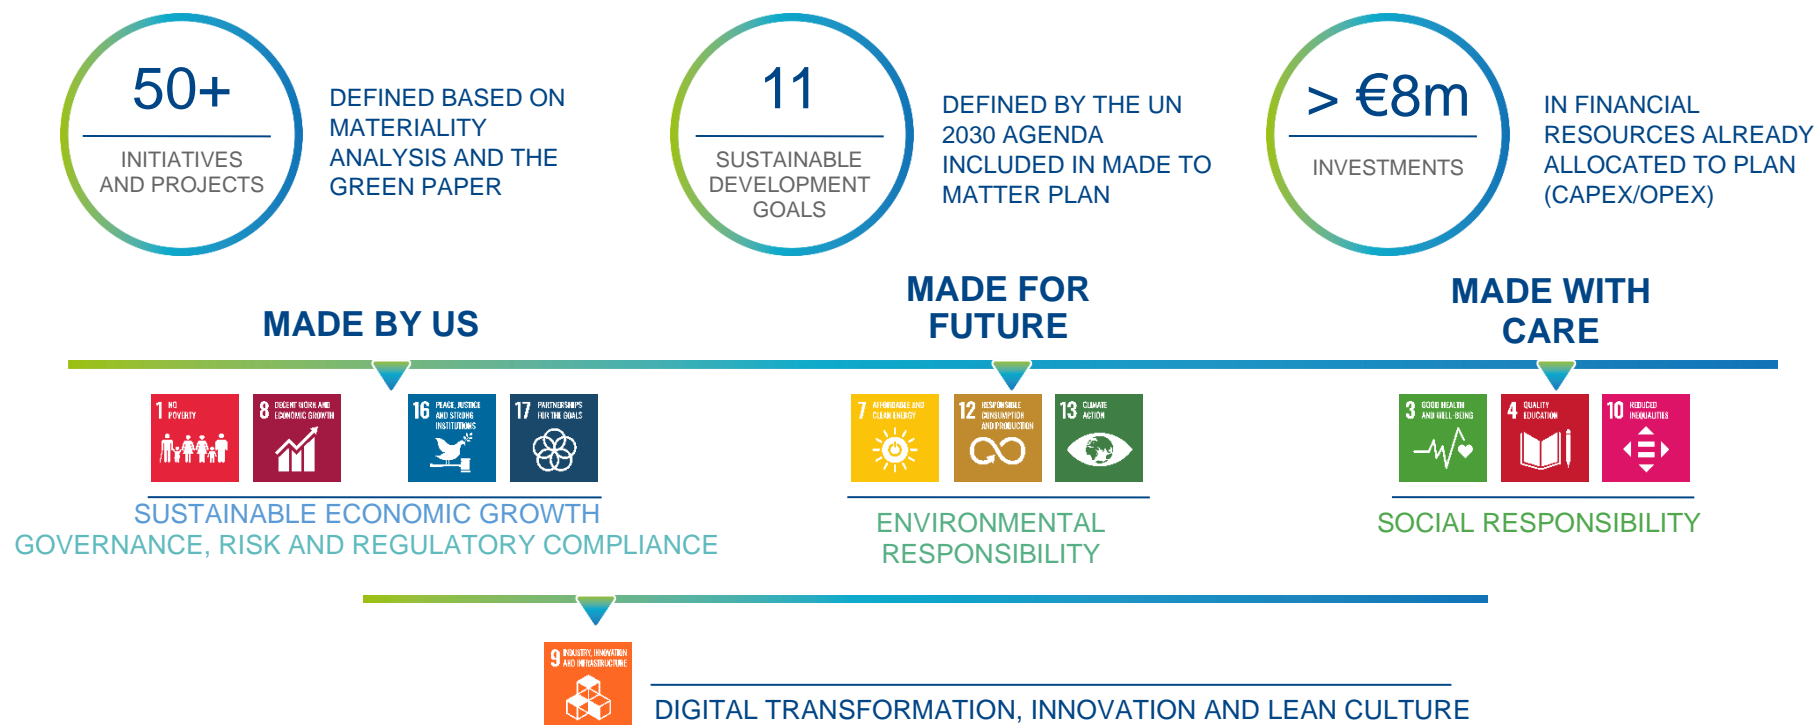 50+
INITIATIVES
AND PROJECTS
DEFINED BASED ON
MATERIALITY
ANALYSIS AND THE
GREEN PAPER
11
SUSTAINABLE
DEVELOPMENT
GOALS
DEFINED BY THE UN
2030 AGENDA
INCLUDED IN MADE TO
MATTER PLAN
> €8m
INVESTMENTS
IN FINANCIAL
RESOURCES ALREADY
ALLOCATED TO PLAN
(CAPEX/OPEX)
MADE BY US
MADE FOR
FUTURE
MADE WITH
CARE
1 NO
POVERTY
8 DECENT WORK AND
ECONOMIC GROWTH
16 PEACE, JUSTICE
AND STRONG
INSTITUTIONS
17 PARTNERSHIPS
FOR THE GOALS
7 AFFORDABLE AND
CLEAN ENERGY
12 RESPONSIBLE
CONSUMPTION
AND PRODUCTION
13 CLIMATE
ACTION
3 GOOD HEALTH
AND WELL-BEING
4 QUALITY
EDUCATION
10 REDUCED
INEQUALITIES
SUSTAINABLE ECONOMIC GROWTH
GOVERNANCE, RISK AND REGULATORY COMPLIANCE
ENVIRONMENTAL
RESPONSIBILITY
SOCIAL RESPONSIBILITY
9 INDUSTRY, INNOVATION
AND INFRASTRUCTURE
DIGITAL TRANSFORMATION, INNOVATION AND LEAN CULTURE